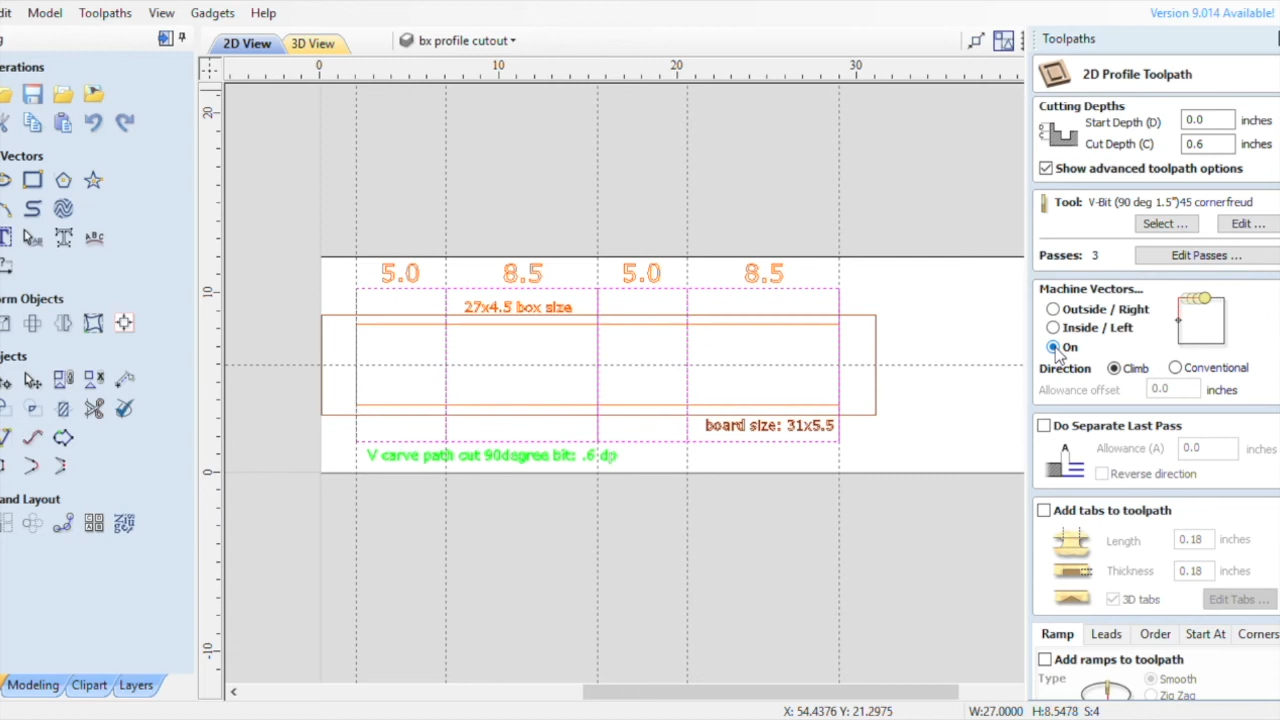 dit Model Toolpaths View Gadgets Help
Version 9.014 Available!
g
2D View 3D View
bx profile cutout
Toolpaths
erations
Vectors
orm Objects
jects
and Layout
Modeling Clipart Layers
0 10 20 30
20
10
0
-10
5.0 8.5 5.0 8.5
27x4.5 box size
board size: 31x5.5
V carve path cut 90degree bit: .6 dp
2D Profile Toolpath
Cutting Depths
Start Depth (D) 0.0 inches
Cut Depth (C) 0.6 inches
Show advanced toolpath options
Tool: V-Bit (90 deg 1.5")45 cornerfreud
Select ... Edit ...
Passes: 3 Edit Passes ...
Machine Vectors...
Outside / Right
Inside / Left
On
Direction Climb Conventional
Allowance offset 0.0 inches
Do Separate Last Pass
Allowance (A) 0.0 inches
Reverse direction
Add tabs to toolpath
Length 0.18 inches
Thickness 0.18 inches
3D tabs Edit Tabs ...
Ramp Leads Order Start At Corners
Add ramps to toolpath
Type Smooth
Zig Zag
X: 54.4376 Y: 21.2975 W:27.0000 H:8.5478 S:4